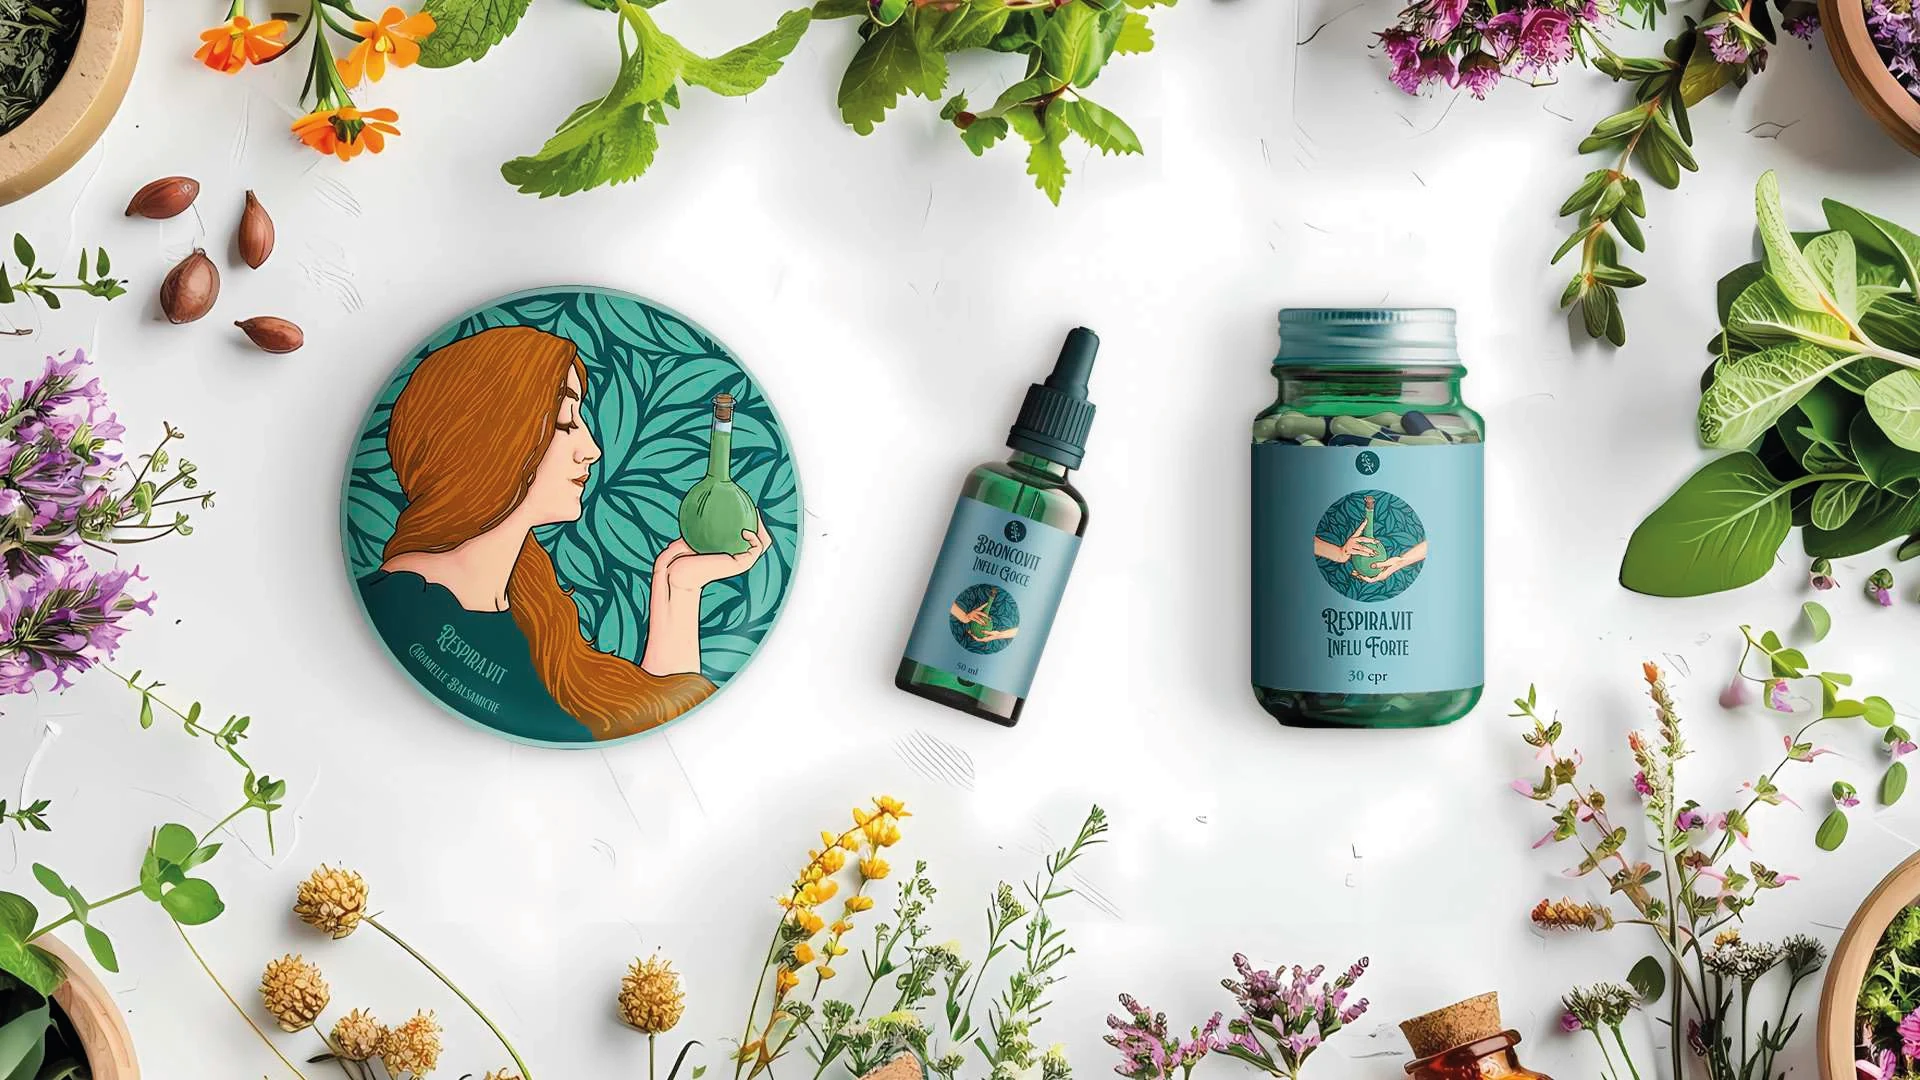 Respira.vit
Caramelle Balsamiche
Bronco.vit
Influ Gocce
50 ml
Respira.vit
Influ Forte
30 cpr